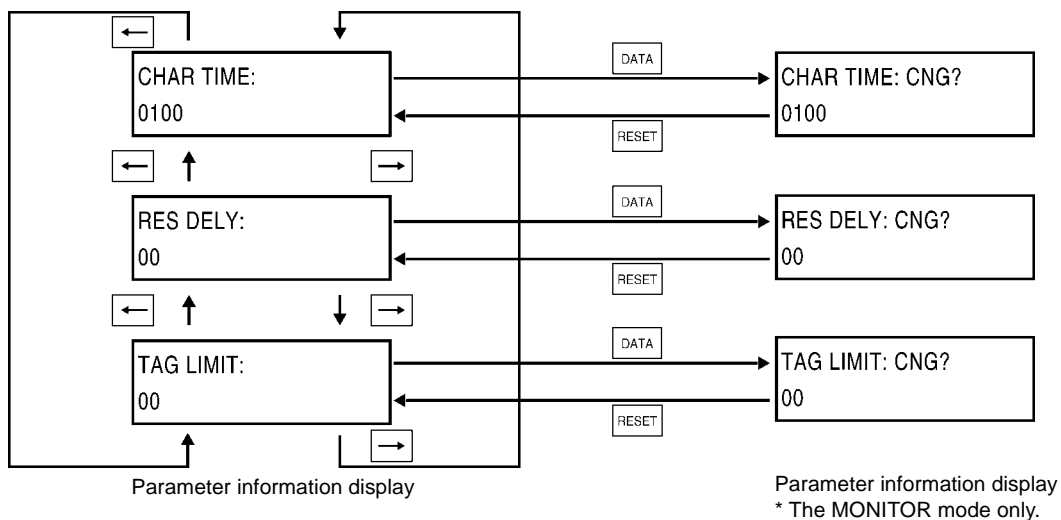 CHAR TIME:
0100
DATA
RESET
CHAR TIME: CNG?
0100
RES DELY:
00
DATA
RESET
RES DELY: CNG?
00
TAG LIMIT:
00
DATA
RESET
TAG LIMIT: CNG?
00
Parameter information display
Parameter information display
* The MONITOR mode only.